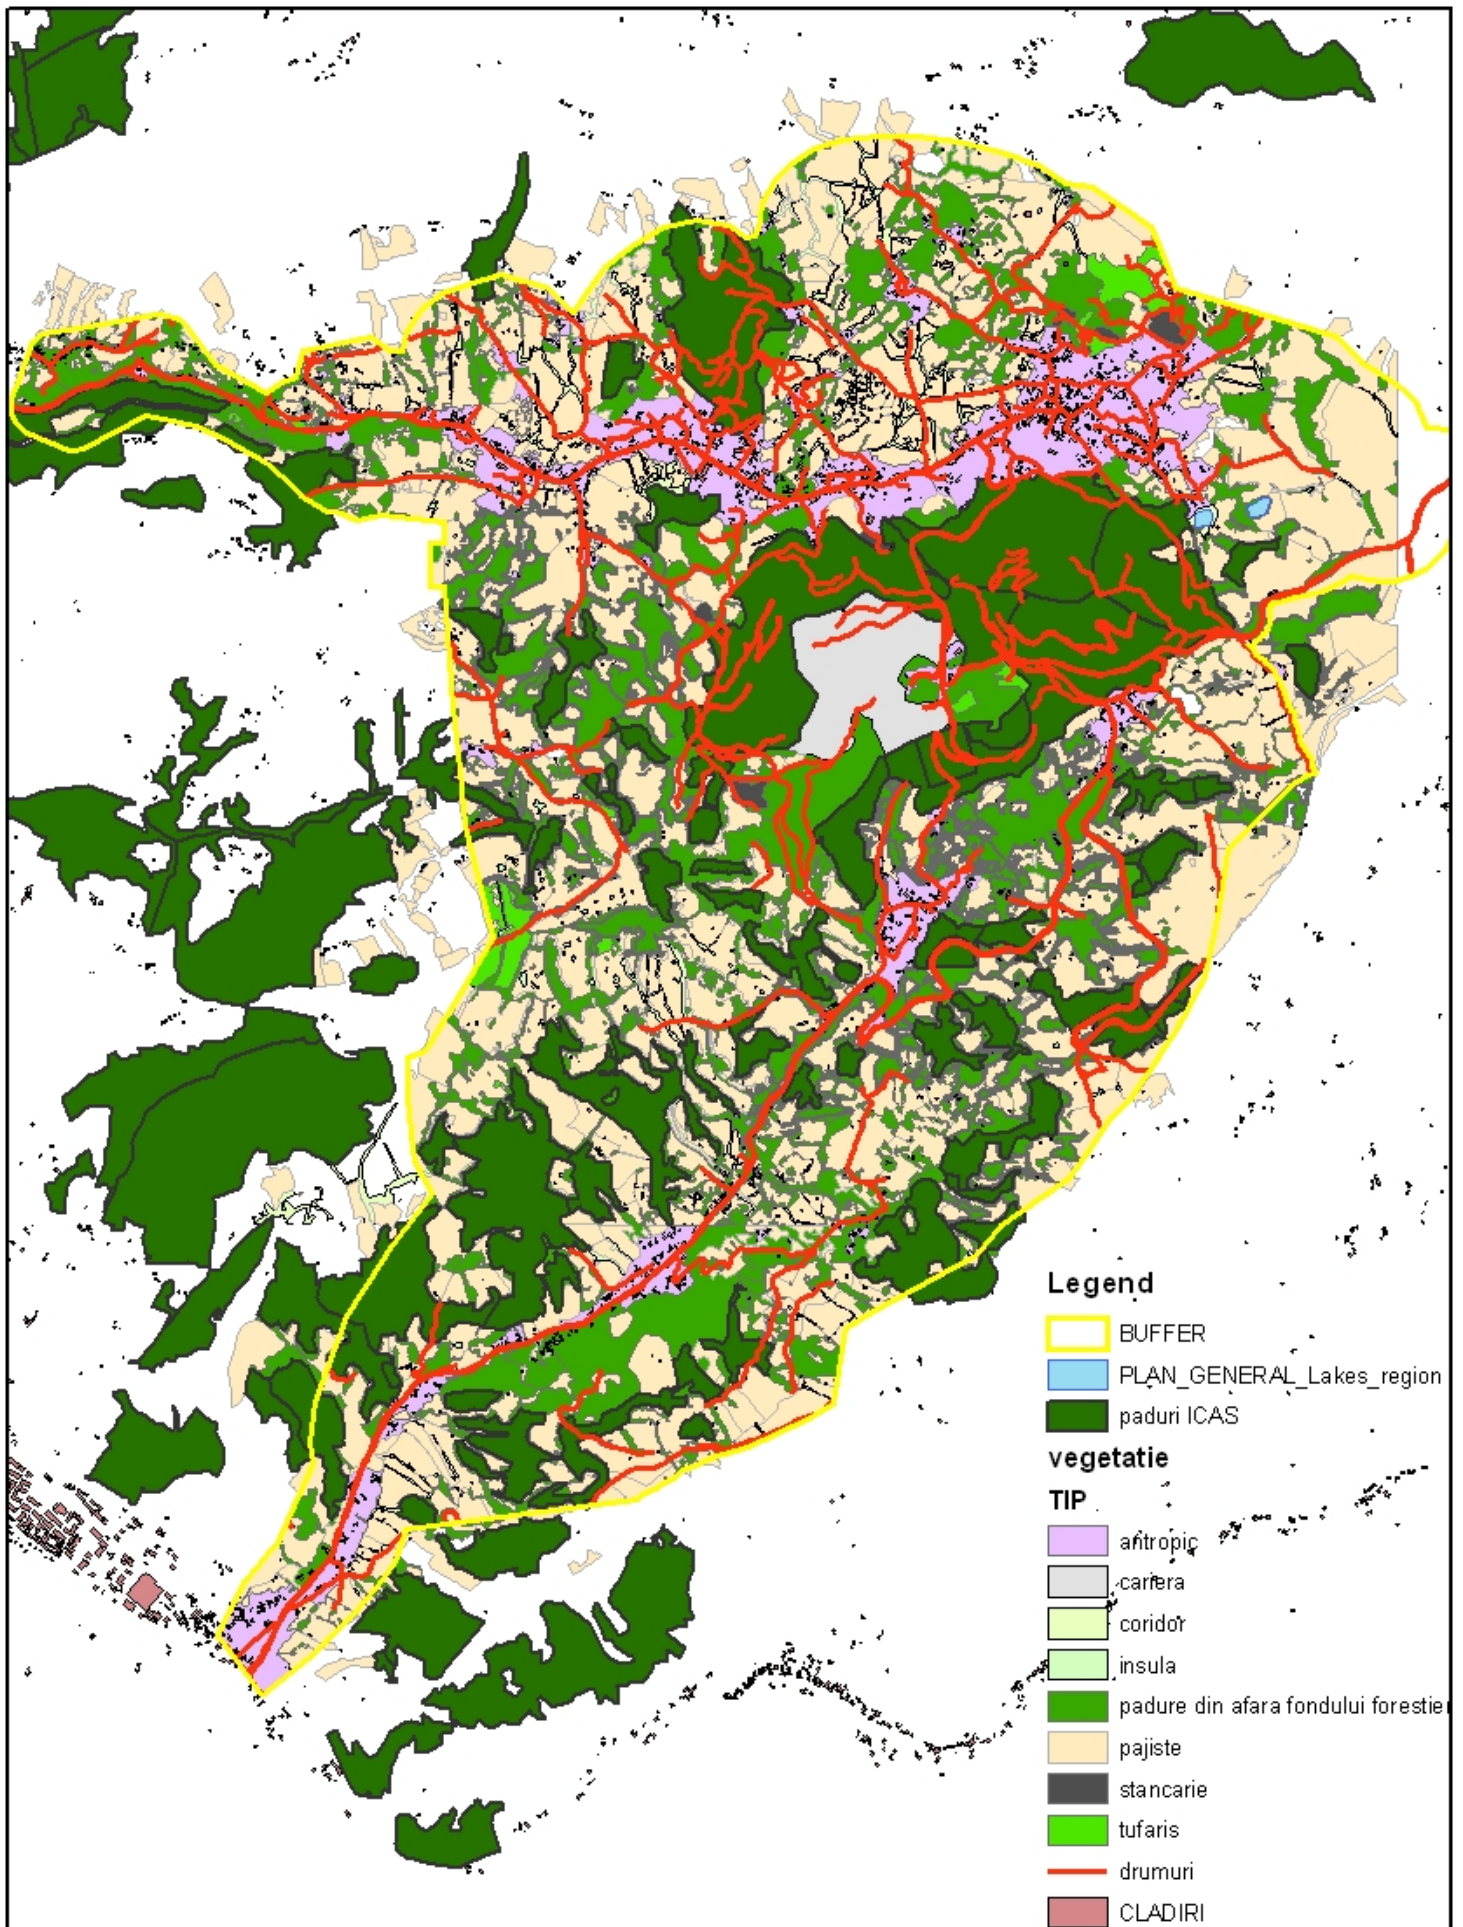 Legend
BUFFER
PLAN_GENERAL_Lakes_region
paduri ICAS
vegetatie
TIP
antropic
cariera
coridor
insula
padure din afara fondului forestier
pajiste
stancarie
tufaris
drumuri
CLADIRI